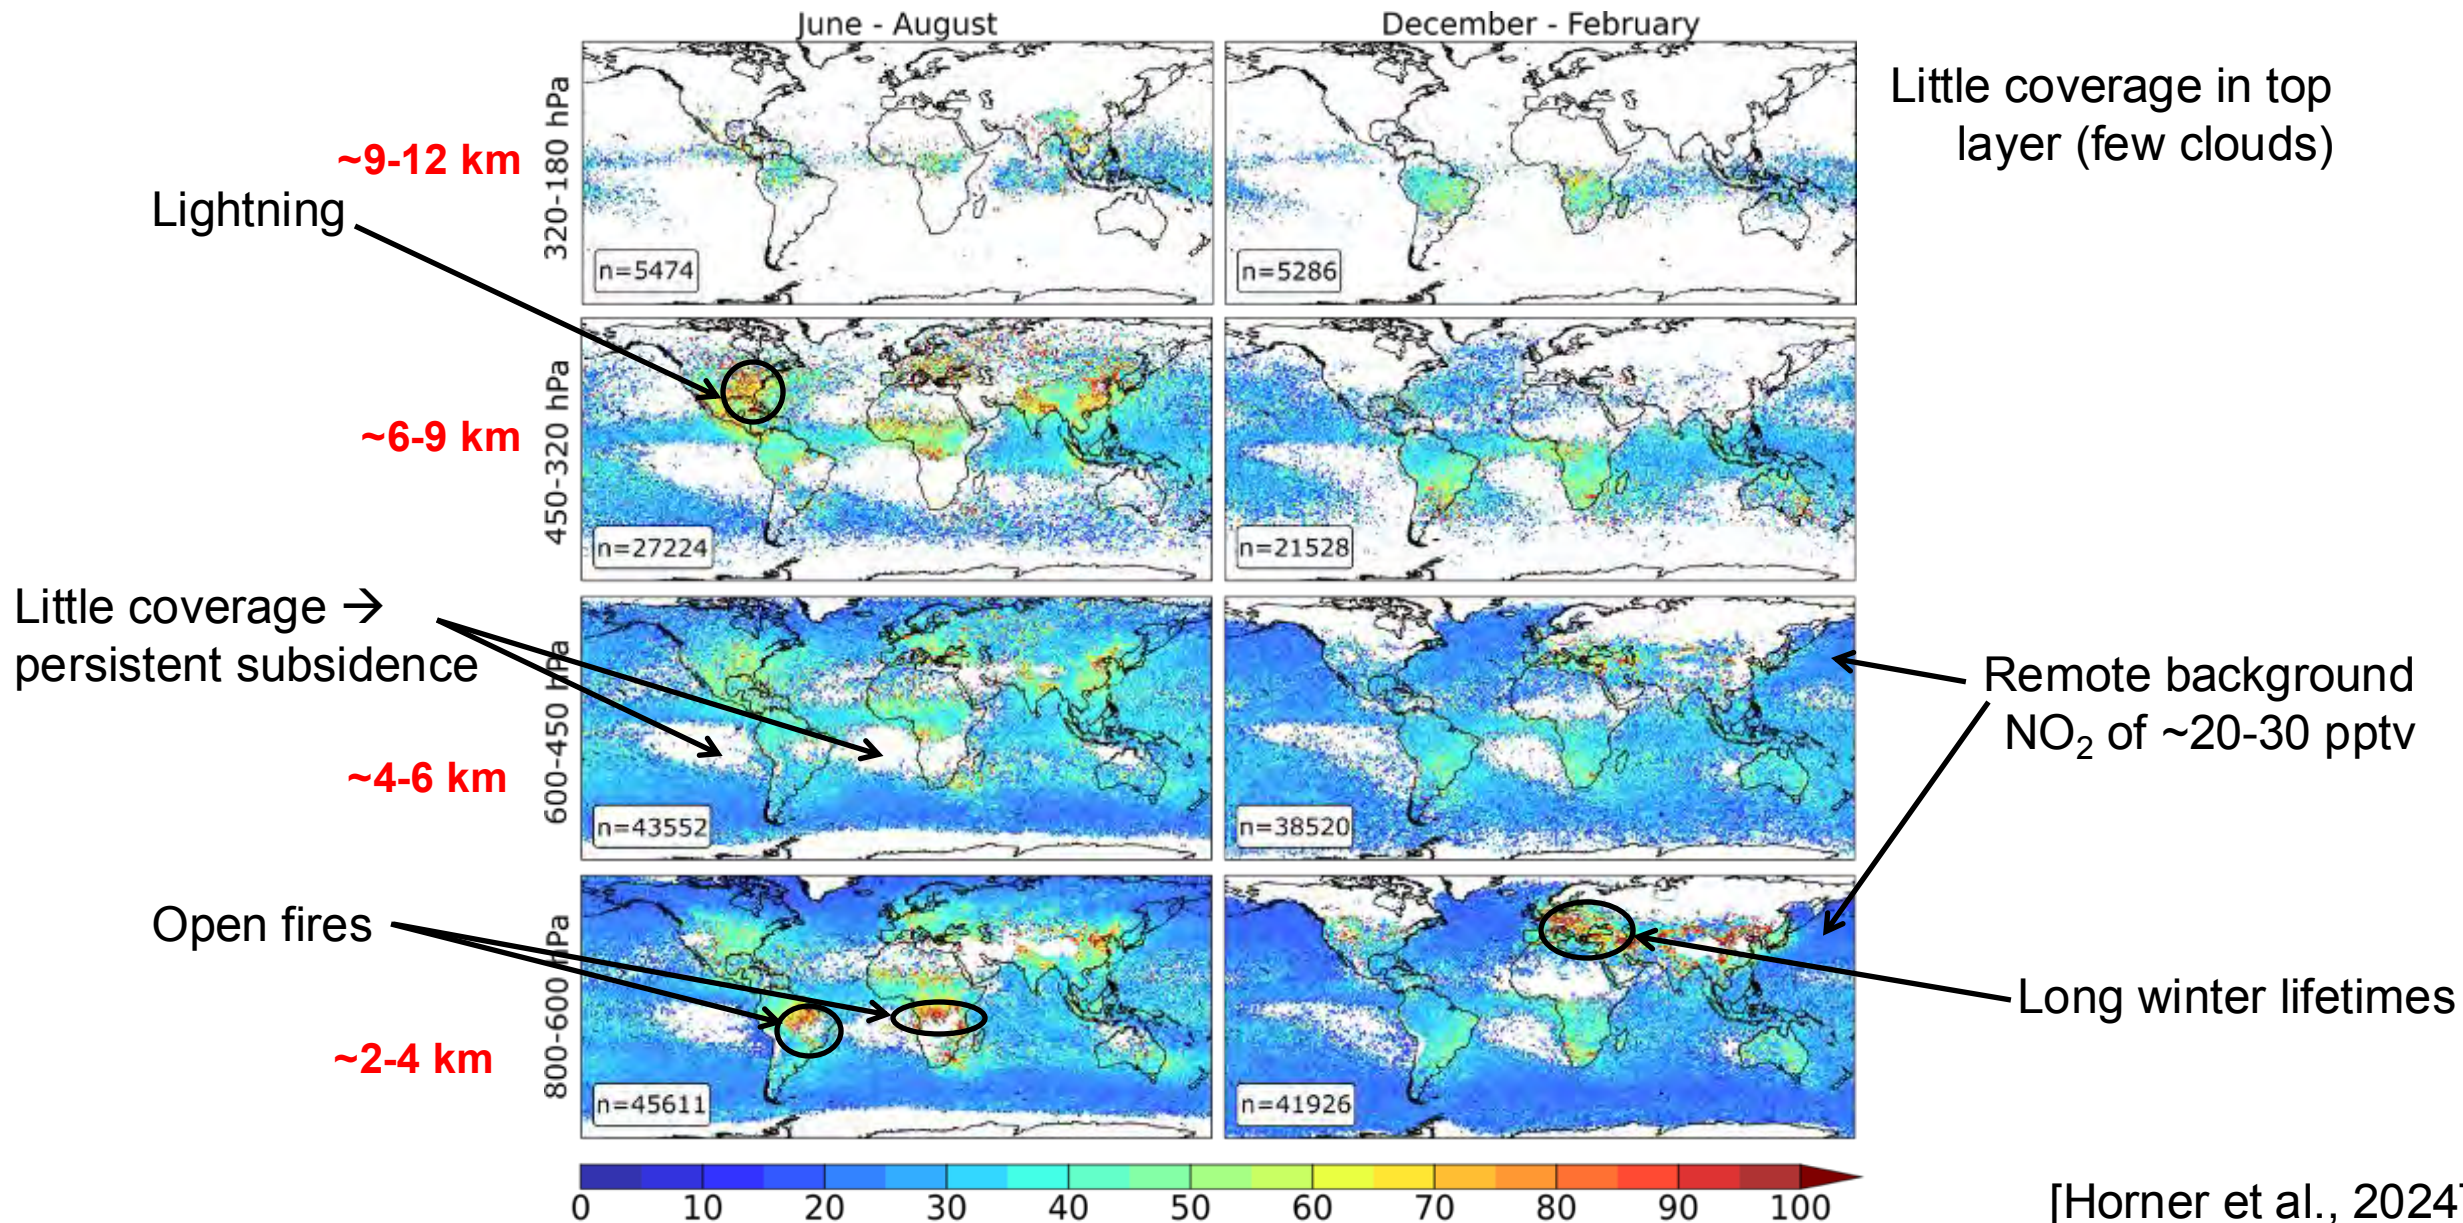 June - August
December - February
320-180 hPa
~9-12 km
Little coverage in top
layer (few clouds)
Lightning
n=5474
n=5286
450-320 hPa
~6-9 km
n=27224
n=21528
Little coverage →
persistent subsidence
600-450 hPa
~4-6 km
Remote background
NO₂ of ~20-30 pptv
n=43552
n=38520
Open fires
800-600 hPa
~2-4 km
Long winter lifetimes
n=45611
n=41926
0 10 20 30 40 50 60 70 80 90 100
[Horner et al., 2024]